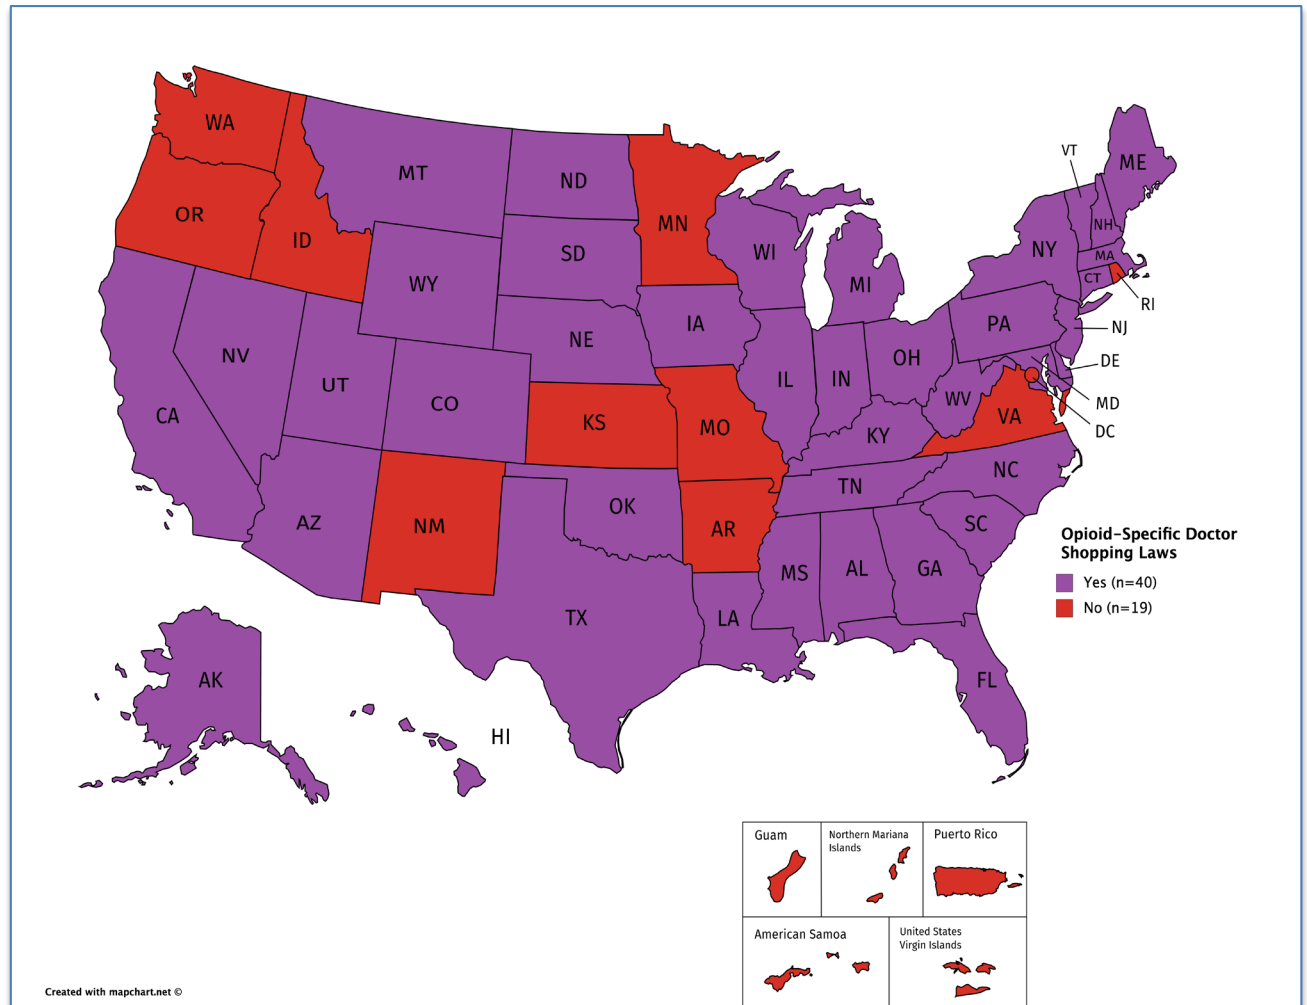 WA
MT
ND
MN
OR
ID
SD
WI
VT
ME
NH
NY
MA
CT
RI
WY
MI
IA
PA
NJ
NE
NV
OH
DE
UT
IL
IN
CO
WV
MD
CA
KS
MO
VA
DC
KY
NC
TN
AZ
NM
OK
AR
SC
MS
AL
GA
TX
LA
FL
AK
HI
Opioid-Specific Doctor
Shopping Laws
Yes (n=40)
No (n=19)
Guam
Northern Mariana
Islands
Puerto Rico
American Samoa
United States
Virgin Islands
Created with mapchart.net ©